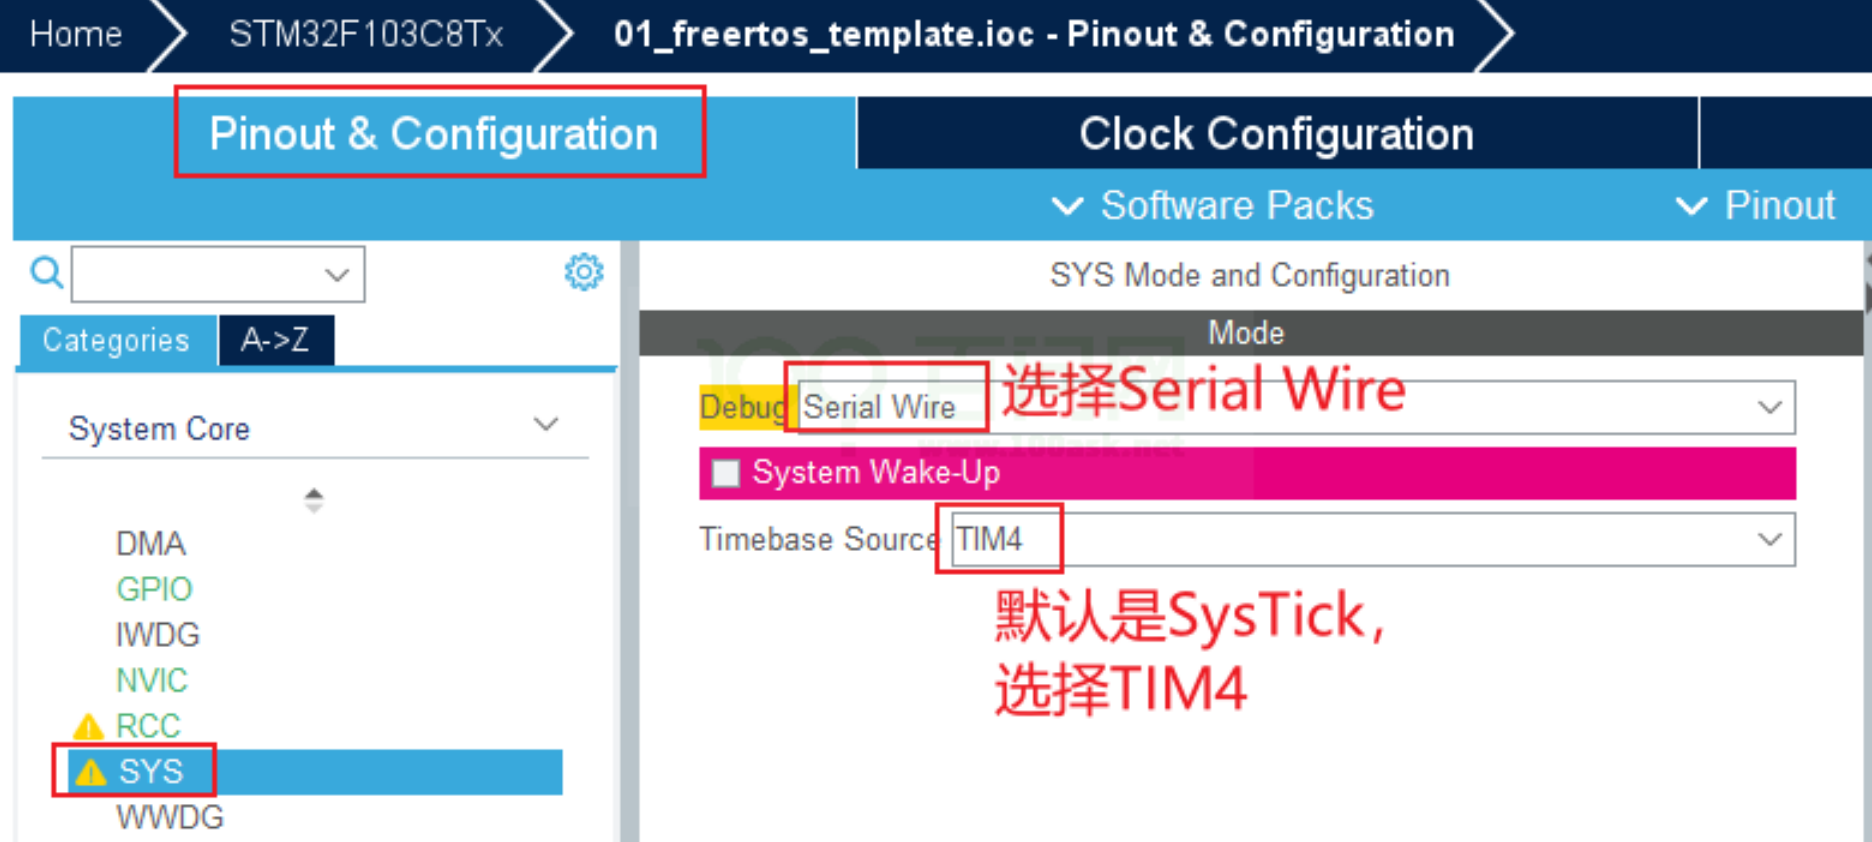 Home STM32F103C8Tx 01_freertos_template.ioc - Pinout & Configuration
Pinout & Configuration Clock Configuration
Software Packs Pinout
SYS Mode and Configuration
Categories A->Z
Mode
Debug Serial Wire 选择Serial Wire
System Core
www.100ask.net
System Wake-Up
Timebase Source TIM4
DMA
GPIO
IWDG
NVIC
RCC
SYS
WWDG
默认是SysTick，
选择TIM4